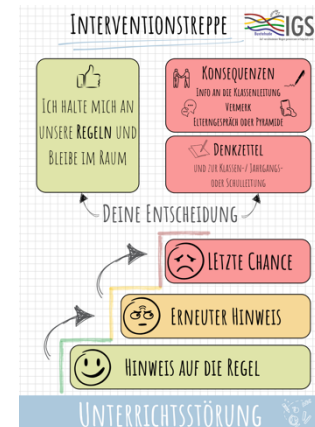 Interventionstreppe
IGS
Ich halte mich an
unsere Regeln und
bleibe im Raum
Konsequenzen
Info an die Klassenleitung
Vermerk
Elterngespräch oder Pyramide
Denkzettel
und zur Klassen-/ Jahrgangs-
oder Schulleitung
Deine Entscheidung
Letzte Chance
Erneuter Hinweis
Hinweis auf die Regel
Unterrichtsstörung